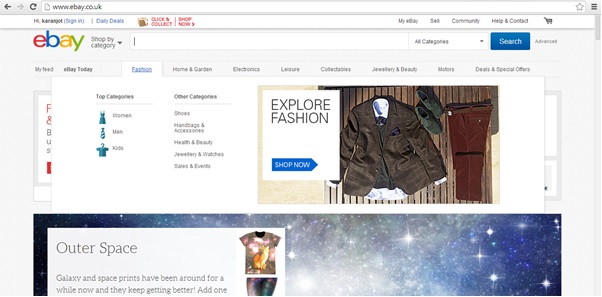 www.ebay.co.uk
Hi, karanjot (Sign in) Daily Deals CLICK & COLLECT SHOP NOW My eBay Sell Community Help & Contact
ebay Shop by category All Categories Search Advanced
My feed eBay Today Fashion Home & Garden Electronics Leisure Collectables Jewellery & Beauty Motors Deals & Special Offers
Top Categories
Women
Men
Kids
Other Categories
Shoes
Handbags & Accessories
Health & Beauty
Jewellery & Watches
Sales & Events
EXPLORE
FASHION
SHOP NOW
Outer Space
Galaxy and space prints have been around for a
while now and they keep getting better! Add one